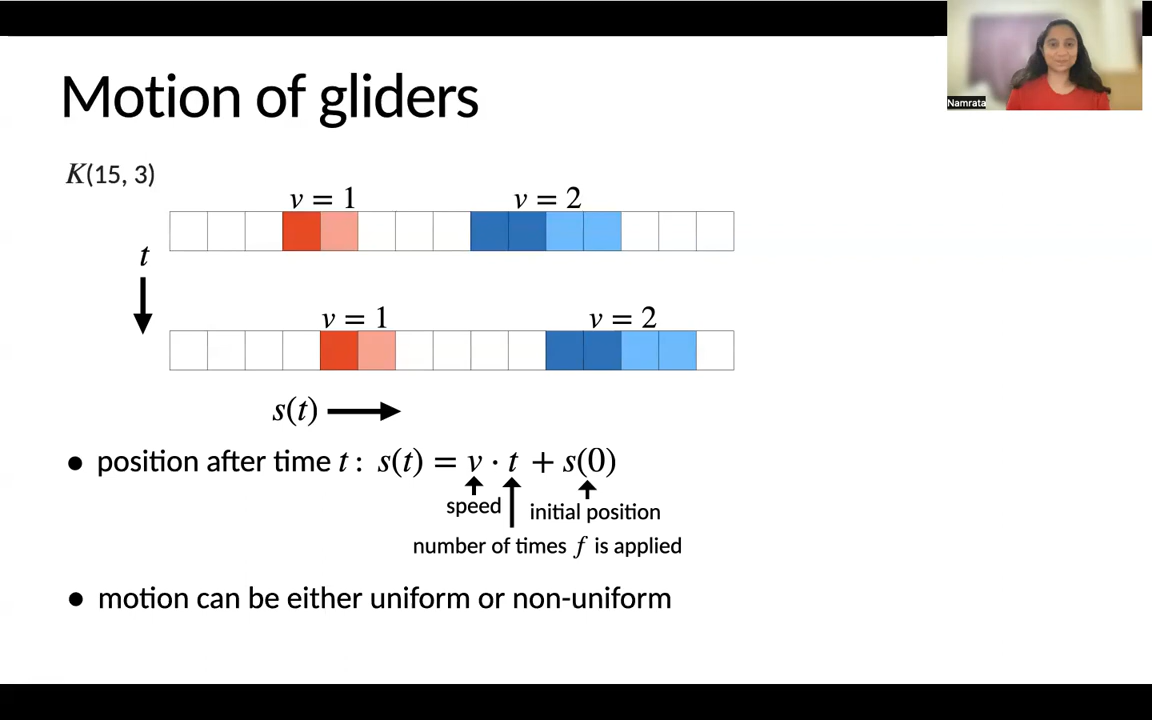 Motion of gliders
Namrata
K(15, 3)
v = 1
v = 2
t
v = 1
v = 2
s(t)
● position after time t : s(t) = v · t + s(0)
speed
initial position
number of times f is applied
● motion can be either uniform or non-uniform